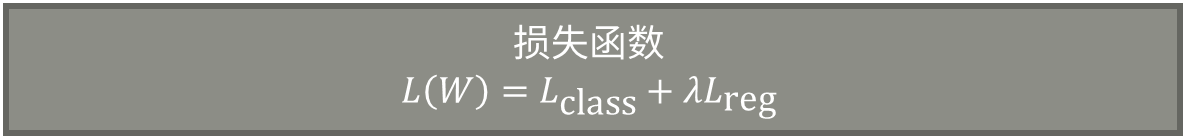 损失函数
L(W) = L_class + λL_reg